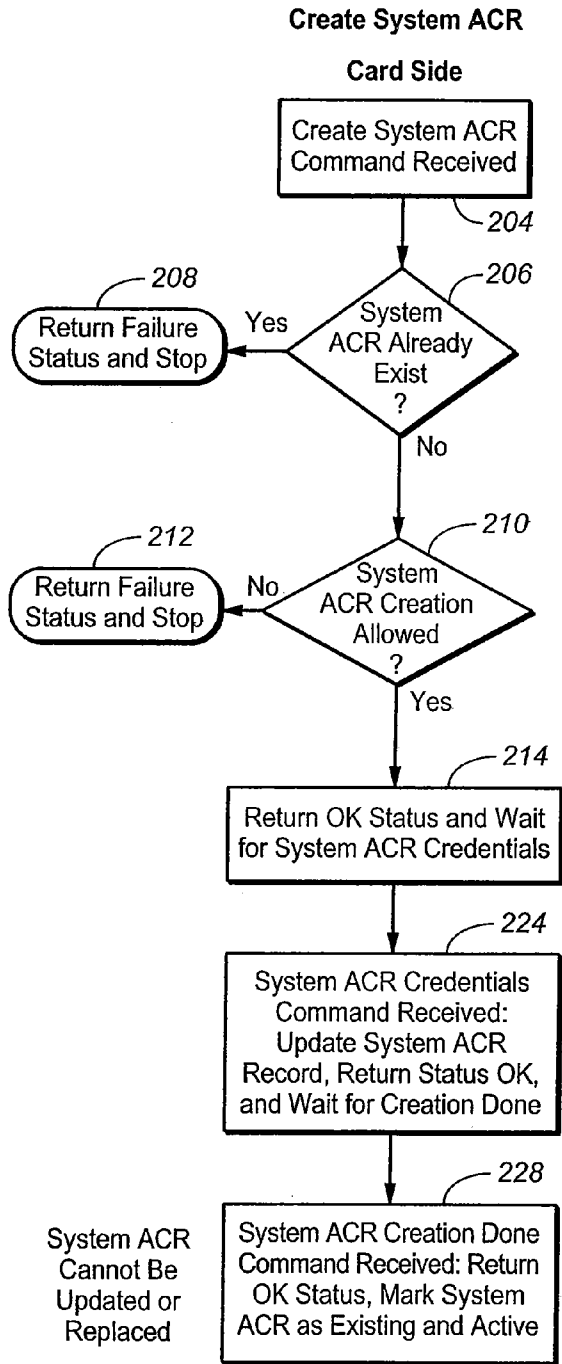 Create System ACR
Card Side
Create System ACR
Command Received
204
206
System
ACR Already
Exist
?
Yes
208
Return Failure
Status and Stop
No
210
System
ACR Creation
Allowed
?
No
212
Return Failure
Status and Stop
Yes
214
Return OK Status and Wait
for System ACR Credentials
224
System ACR Credentials
Command Received:
Update System ACR
Record, Return Status OK,
and Wait for Creation Done
228
System ACR Creation Done
Command Received: Return
OK Status, Mark System
ACR as Existing and Active
System ACR
Cannot Be
Updated or
Replaced